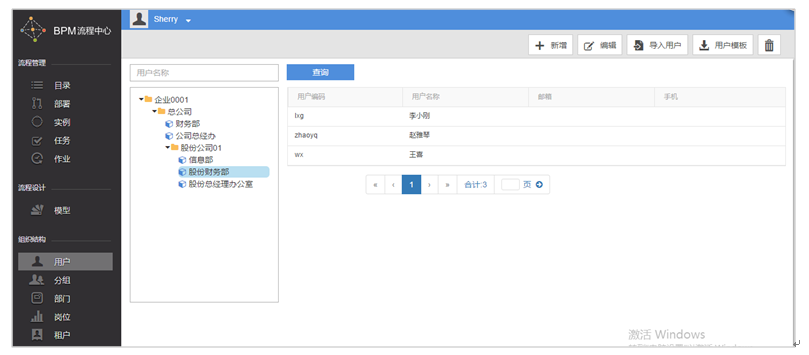 BPM流程中心
Sherry
新增 编辑 导入用户 用户模板
流程管理
目录
部署
实例
任务
作业
流程设计
模型
组织结构
用户
分组
部门
岗位
租户
用户名称
查询
企业0001
总公司
财务部
公司总经办
股份公司01
信息部
股份财务部
股份总经理办公室
用户编码 用户名称 邮箱 手机
lxg 李小刚
zhaoyq 赵雅琴
wx 王喜
« ‹ 1 › » 合计:3 页
激活 Windows